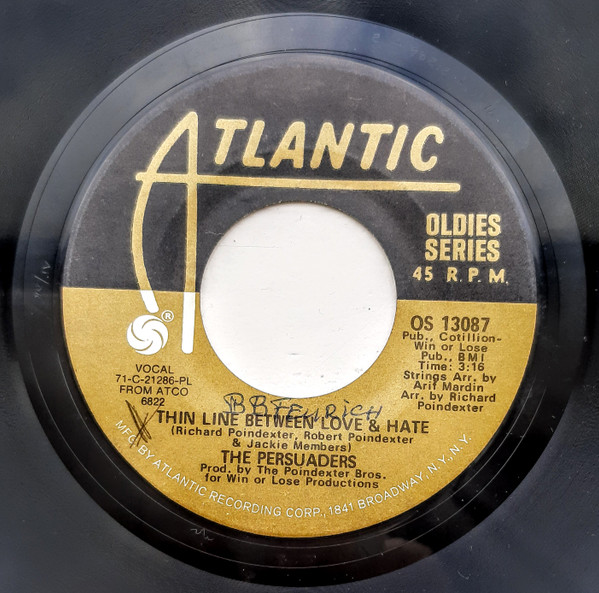 ATLANTIC
OLDIES
SERIES
45 R.P.M.
®
OS 13087
Pub., Cotillion-
Win or Lose
Pub., BMI
Time: 3:16
Strings Arr. by
Arif Mardin
Arr. by Richard
Poindexter
VOCAL
71-C-21286-PL
FROM ATCO
6822
THIN LINE BETWEEN LOVE & HATE
(Richard Poindexter, Robert Poindexter
& Jackie Members)
THE PERSUADERS
Prod. by The Poindexter Bros.
for Win or Lose Productions
MFG. BY ATLANTIC RECORDING CORP., 1841 BROADWAY, N.Y., N.Y.